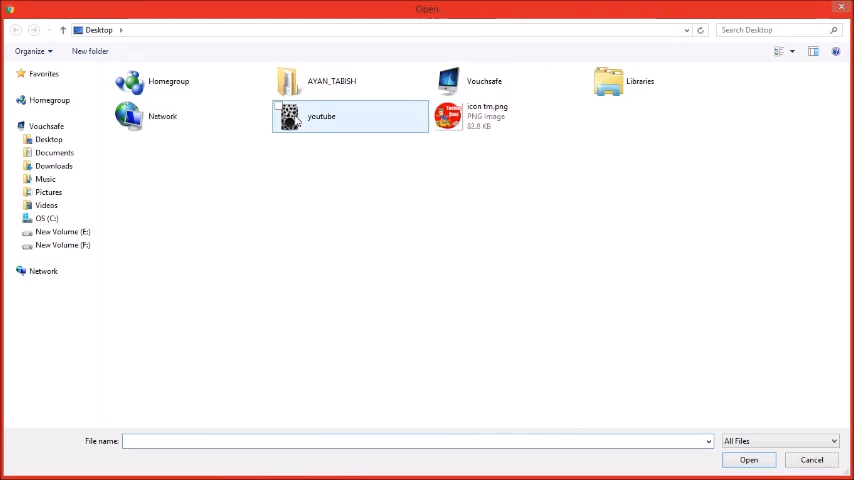 Open
Desktop
Search Desktop
Organize
New folder
Favorites
Homegroup
Vouchsafe
Desktop
Documents
Downloads
Music
Pictures
Videos
OS (C:)
New Volume (E:)
New Volume (F:)
Network
Homegroup
AYAN_TABISH
Vouchsafe
Libraries
Network
youtube
icon tm.png
PNG image
82.8 KB
File name:
All Files
Open
Cancel